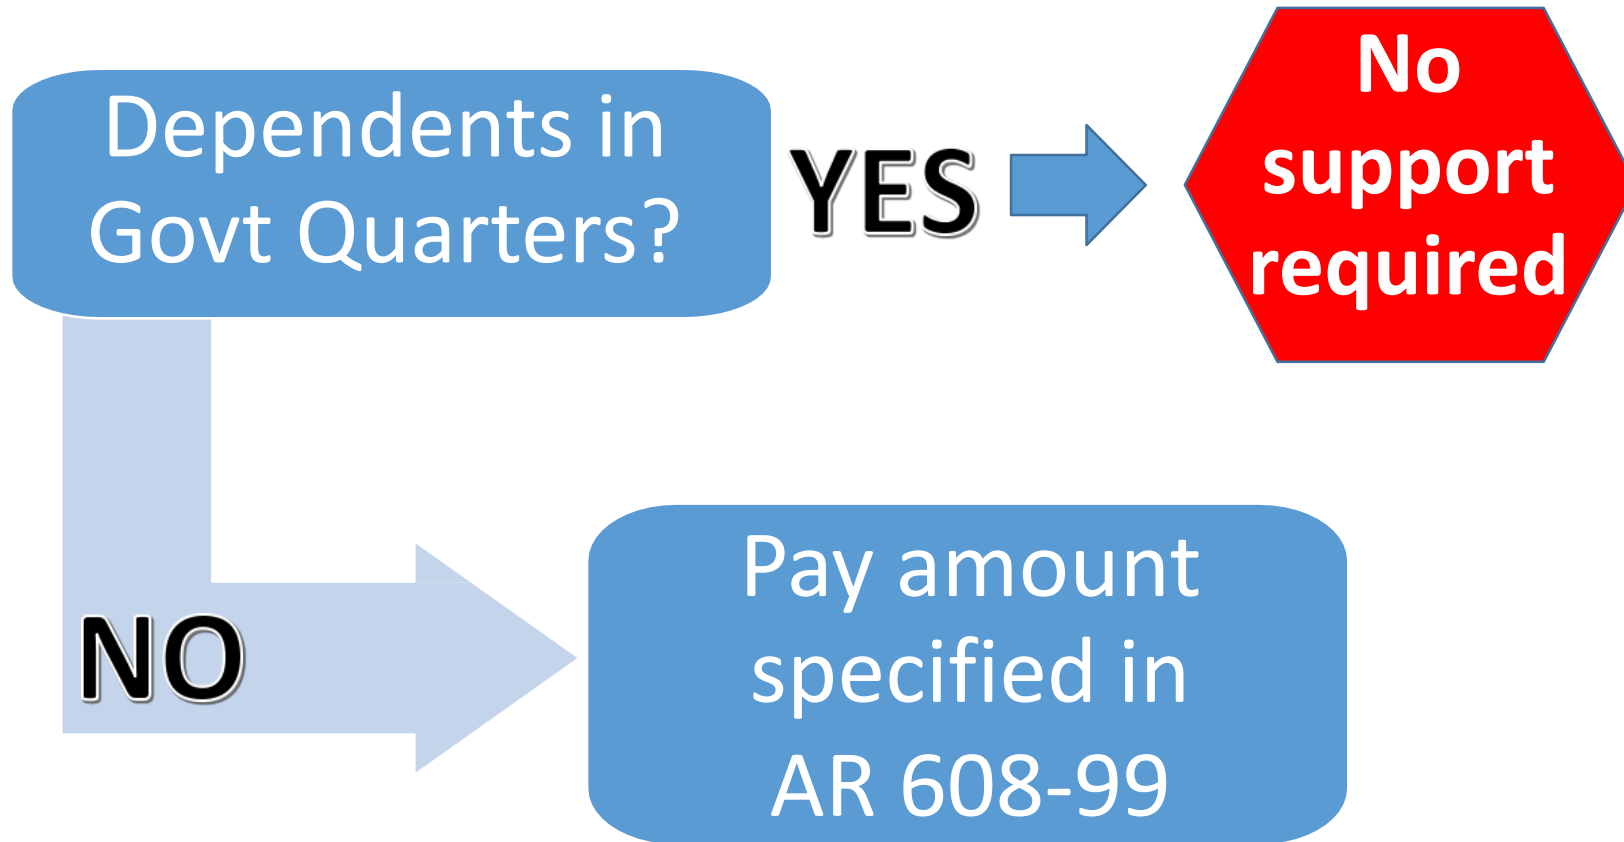 Dependents in
Govt Quarters?
YES
No
support
required
NO
Pay amount
specified in
AR 608-99